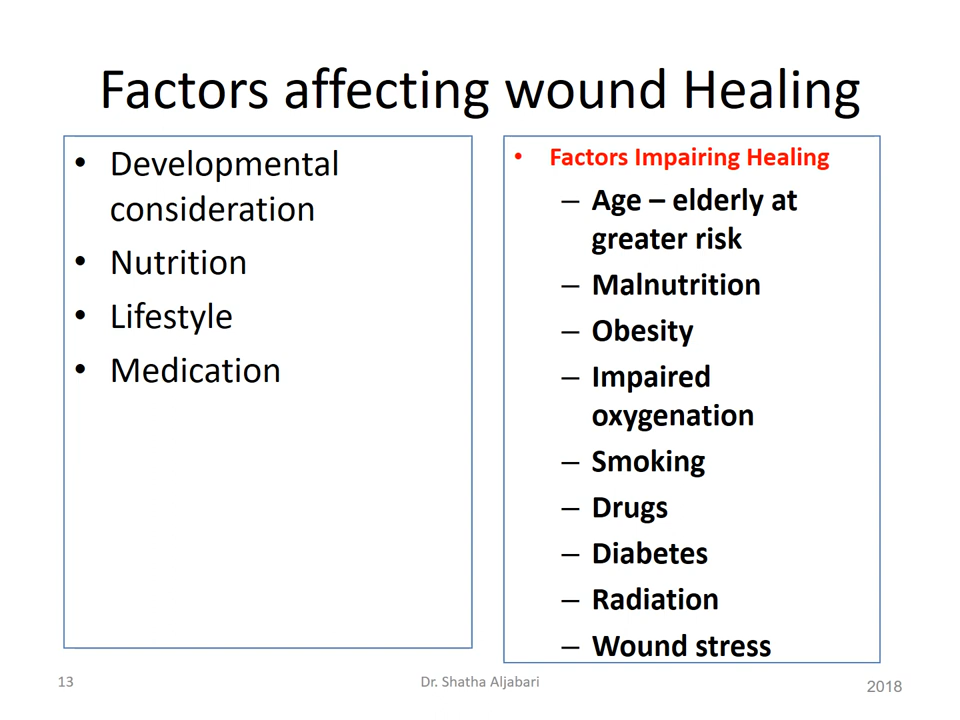 Factors affecting wound Healing
• Developmental
consideration
• Nutrition
• Lifestyle
• Medication
• Factors Impairing Healing
– Age – elderly at
greater risk
– Malnutrition
– Obesity
– Impaired
oxygenation
– Smoking
– Drugs
– Diabetes
– Radiation
– Wound stress
13
Dr. Shatha Aljabari
2018